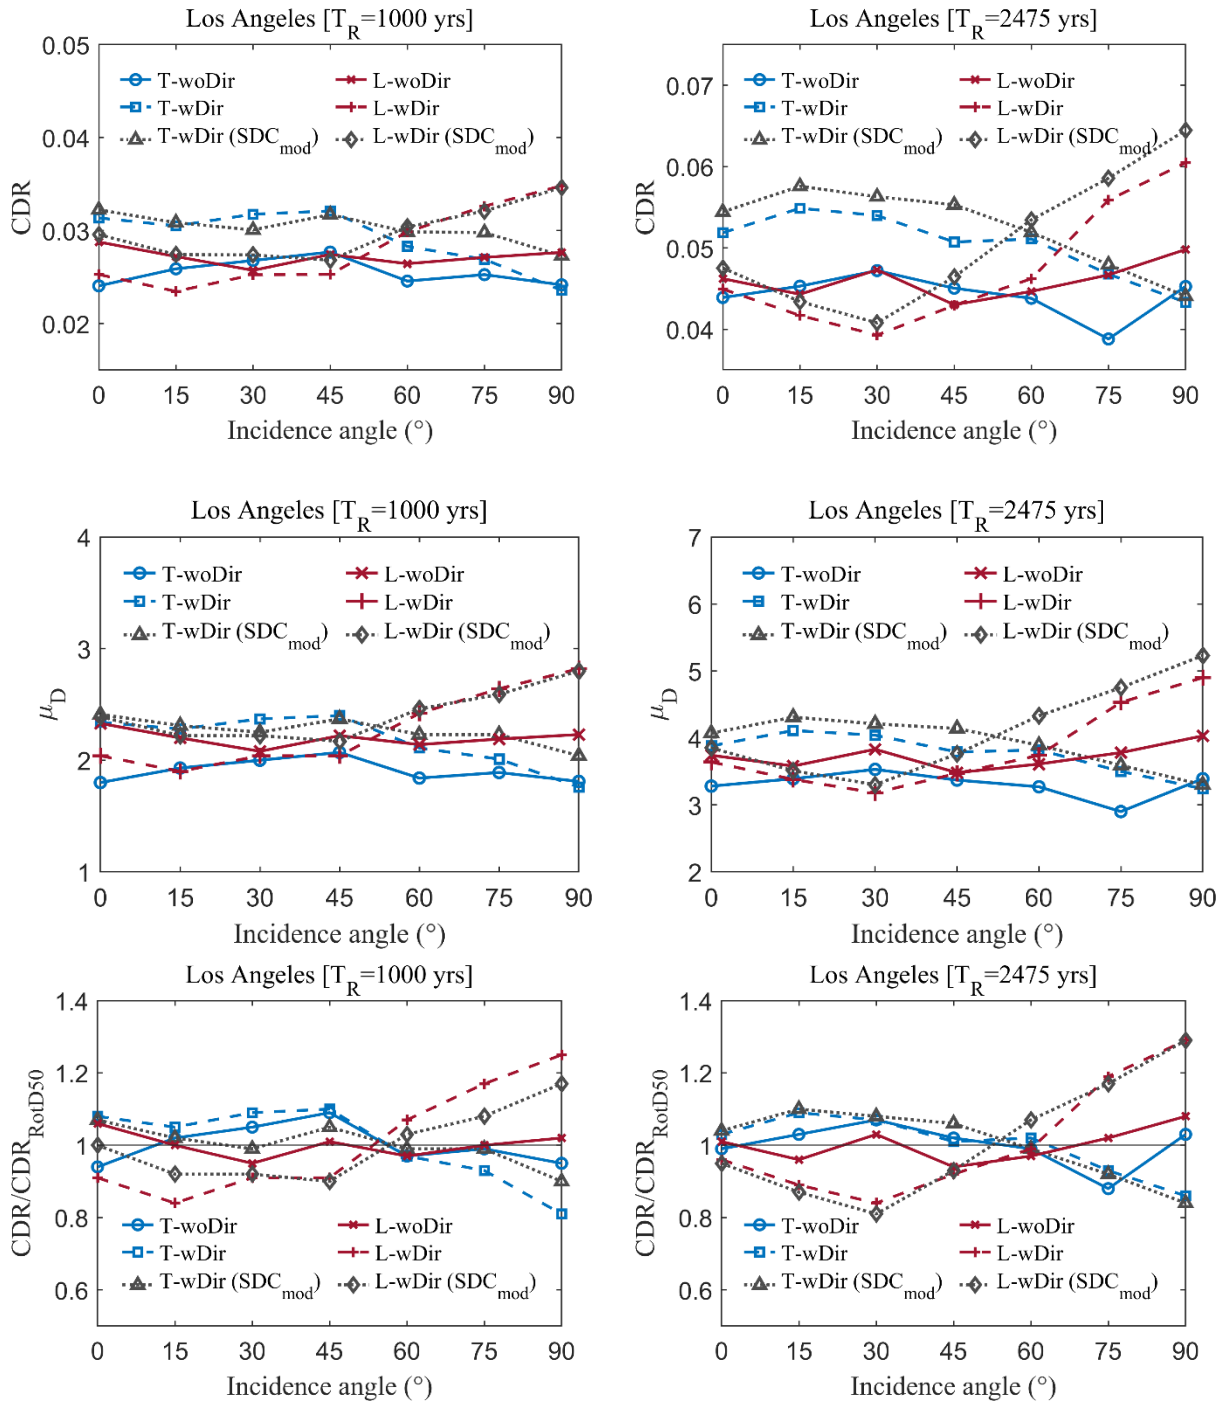 Los Angeles [T_R=1000 yrs]
0.05
0.04
0.03
0.02
CDR
T-woDir
L-woDir
T-wDir
L-wDir
T-wDir (SDC_mod)
L-wDir (SDC_mod)
0 15 30 45 60 75 90
Incidence angle (°)
Los Angeles [T_R=2475 yrs]
0.07
0.06
0.05
0.04
CDR
T-woDir
L-woDir
T-wDir
L-wDir
T-wDir (SDC_mod)
L-wDir (SDC_mod)
0 15 30 45 60 75 90
Incidence angle (°)
Los Angeles [T_R=1000 yrs]
4
3
2
1
μ_D
T-woDir
L-woDir
T-wDir
L-wDir
T-wDir (SDC_mod)
L-wDir (SDC_mod)
0 15 30 45 60 75 90
Incidence angle (°)
Los Angeles [T_R=2475 yrs]
7
6
5
4
3
2
μ_D
T-woDir
L-woDir
T-wDir
L-wDir
T-wDir (SDC_mod)
L-wDir (SDC_mod)
0 15 30 45 60 75 90
Incidence angle (°)
Los Angeles [T_R=1000 yrs]
1.4
1.2
1
0.8
0.6
CDR/CDR_RotD50
T-woDir
L-woDir
T-wDir
L-wDir
T-wDir (SDC_mod)
L-wDir (SDC_mod)
0 15 30 45 60 75 90
Incidence angle (°)
Los Angeles [T_R=2475 yrs]
1.4
1.2
1
0.8
0.6
CDR/CDR_RotD50
T-woDir
L-woDir
T-wDir
L-wDir
T-wDir (SDC_mod)
L-wDir (SDC_mod)
0 15 30 45 60 75 90
Incidence angle (°)